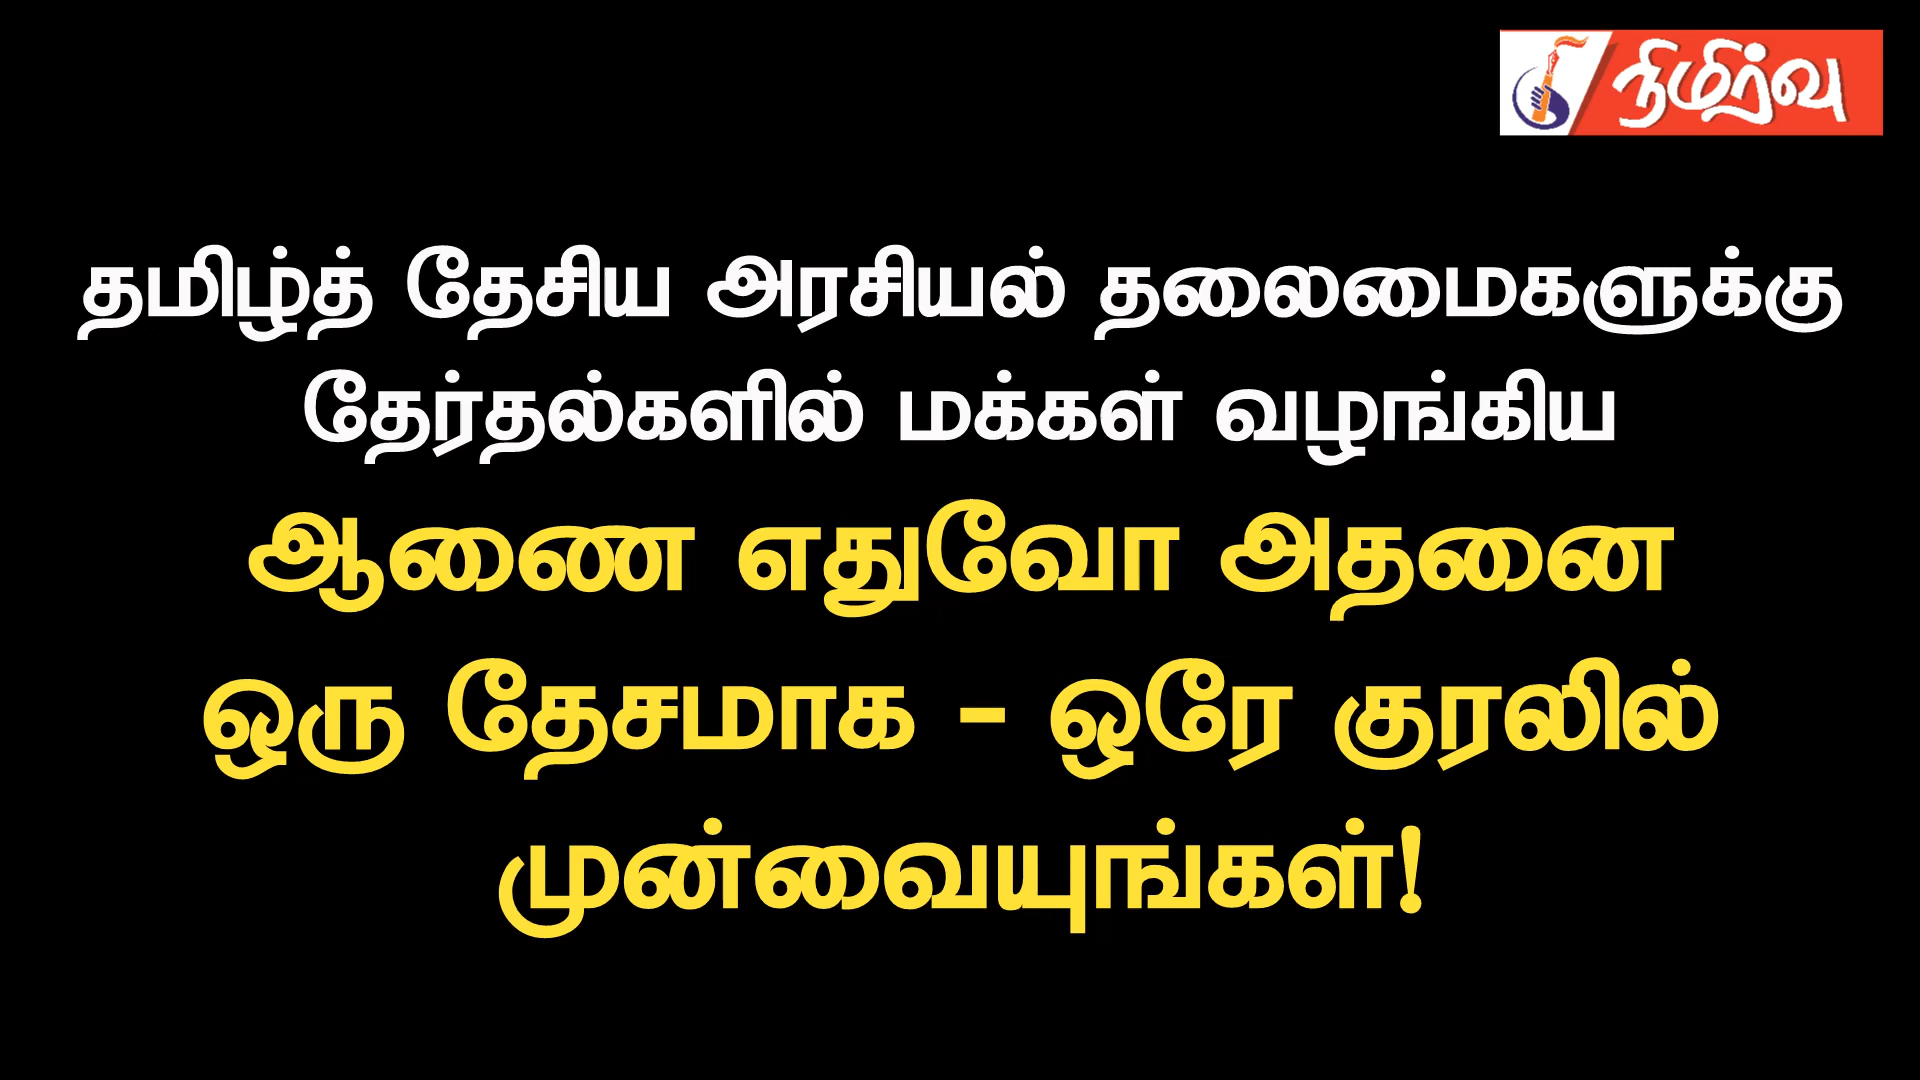 நிமிர்வு
தமிழ்த் தேசிய அரசியல் தலைமைகளுக்கு
தேர்தல்களில் மக்கள் வழங்கிய
ஆணை எதுவோ அதனை
ஒரு தேசமாக - ஒரே குரலில்
முன்வையுங்கள்!